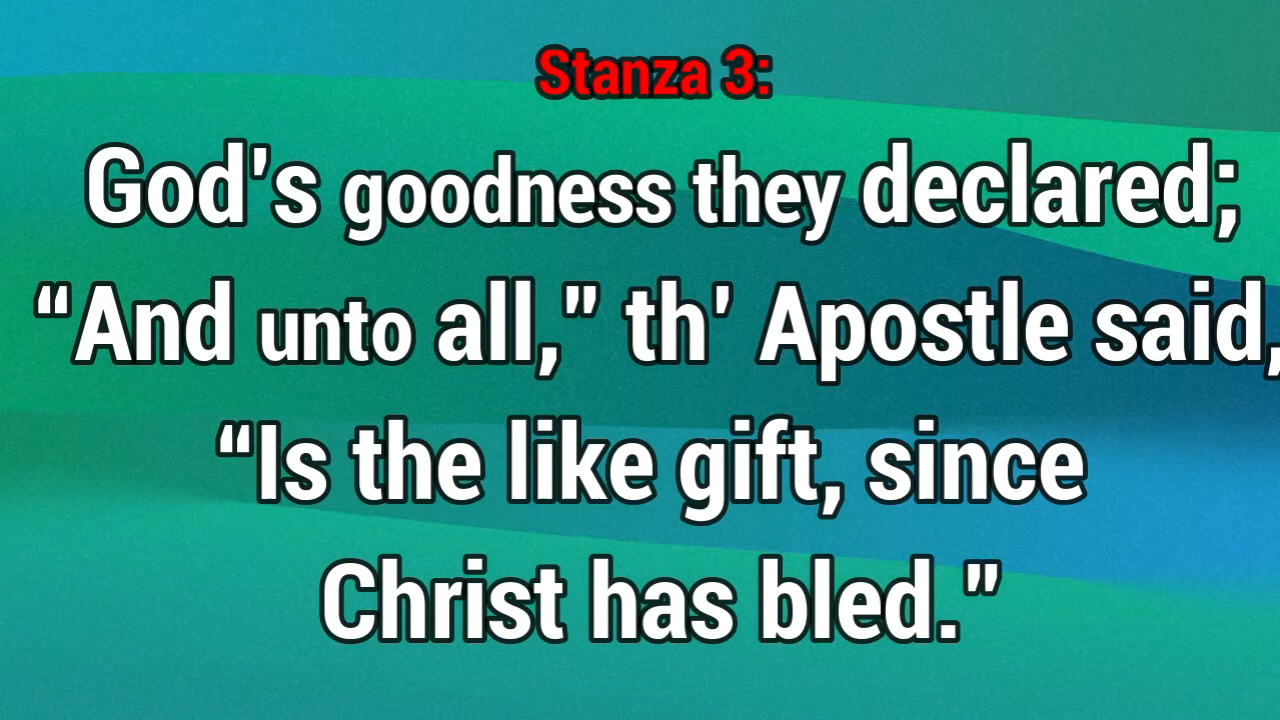 Stanza 3:
God's goodness they declared;
“And unto all,” th' Apostle said,
“Is the like gift, since
Christ has bled.”